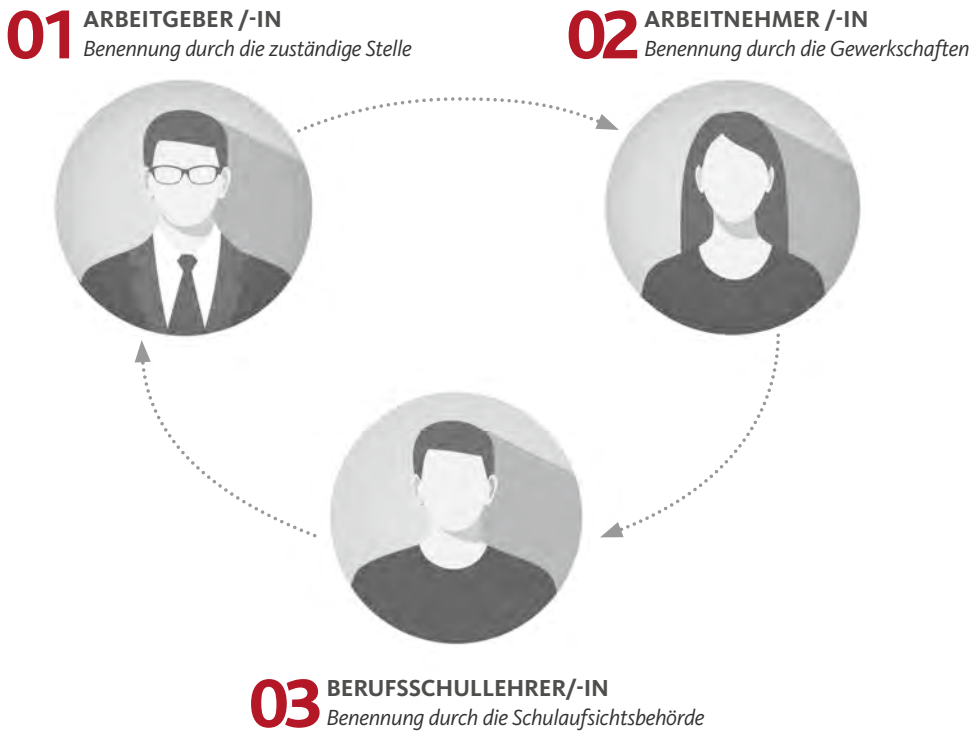 01 ARBEITGEBER /-IN
Benennung durch die zuständige Stelle
02 ARBEITNEHMER /-IN
Benennung durch die Gewerkschaften
03 BERUFSSCHULLEHRER/-IN
Benennung durch die Schulaufsichtsbehörde